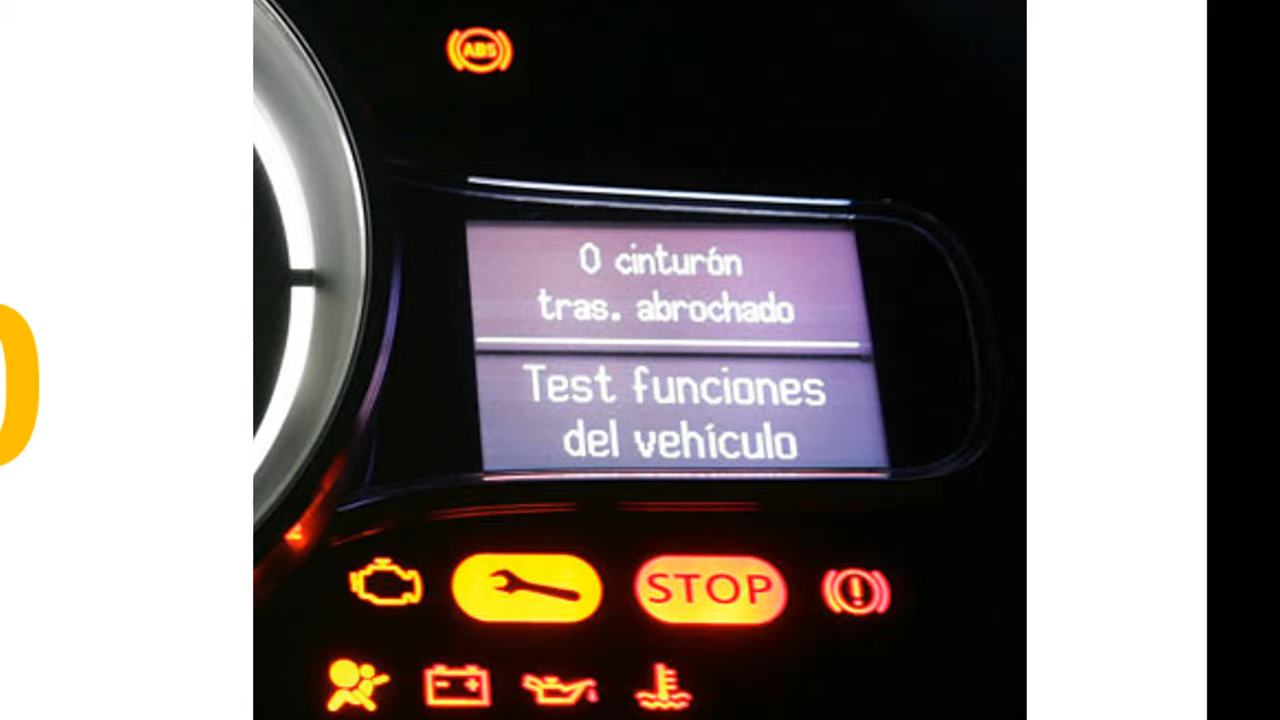 ABS
0 cinturón
tras. abrochado
Test funciones
del vehículo
STOP